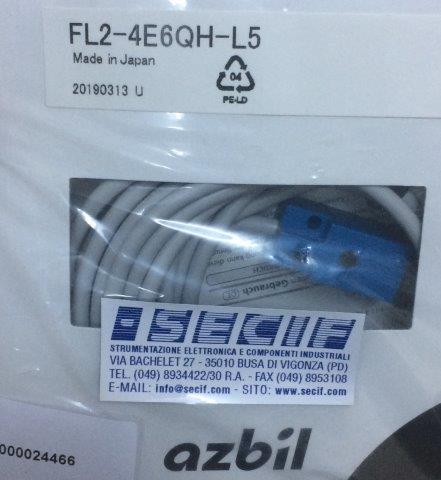 FL2-4E6QH-L5
Made in Japan
20190313 U
04
PE-LD
Gebrauch
SECIF
STRUMENTAZIONE ELETTRONICA E COMPONENTI INDUSTRIALI
VIA BACHELET 27 - 35010 BUSA DI VIGONZA (PD)
TEL. (049) 8934422/30 R.A. - FAX (049) 8953108
E-MAIL: info@secif.com - SITO: www.secif.com
000024466
azbil